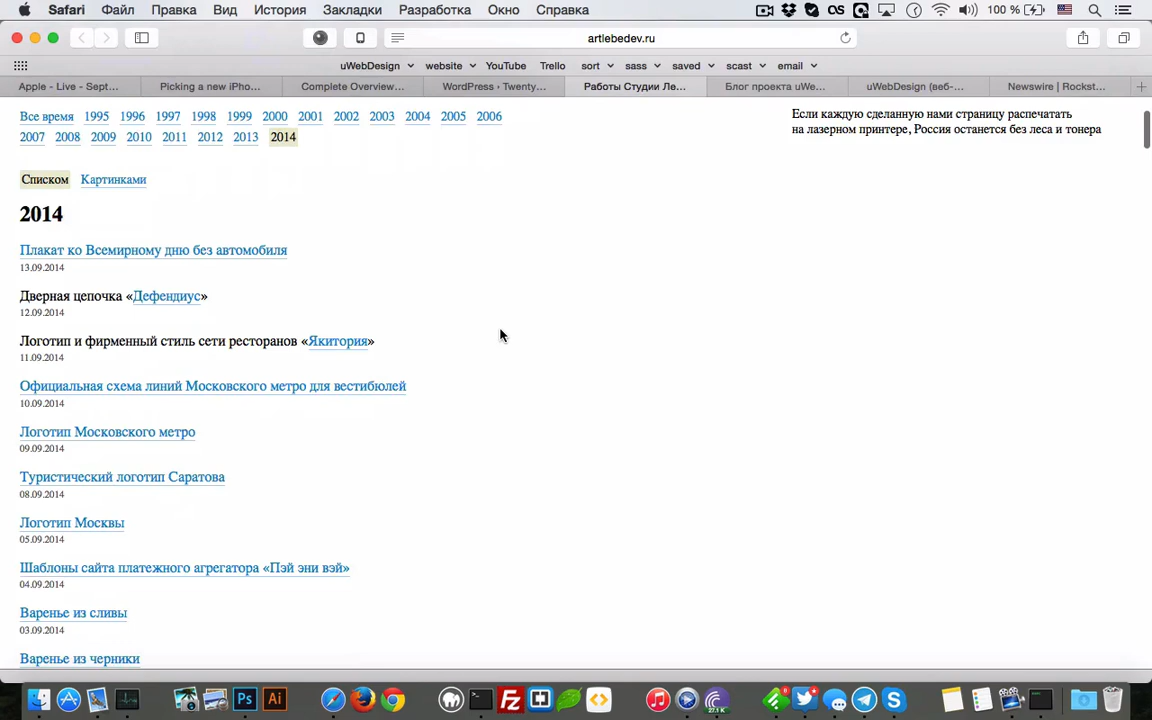 Safari Файл Правка Вид История Закладки Разработка Окно Справка OS 100 %
artlebedev.ru
uWebDesign website YouTube Trello sort sass saved scast email
Apple - Live - Sept... Picking a new iPho... Complete Overview... WordPress › Twenty... Работы Студии Ле... Блог проекта uWe... uWebDesign (веб-... Newswire | Rockst...
Все время 1995 1996 1997 1998 1999 2000 2001 2002 2003 2004 2005 2006
2007 2008 2009 2010 2011 2012 2013 2014
Если каждую сделанную нами страницу распечатать
на лазерном принтере, Россия останется без леса и тонера
Списком Картинками
2014
Плакат ко Всемирному дню без автомобиля
13.09.2014
Дверная цепочка «Дефендиус»
12.09.2014
Логотип и фирменный стиль сети ресторанов «Якитория»
11.09.2014
Официальная схема линий Московского метро для вестибюлей
10.09.2014
Логотип Московского метро
09.09.2014
Туристический логотип Саратова
08.09.2014
Логотип Москвы
05.09.2014
Шаблоны сайта платежного агрегатора «Пэй эни вэй»
04.09.2014
Варенье из сливы
03.09.2014
Варенье из черники
Ps Ai Fz 27.1 K